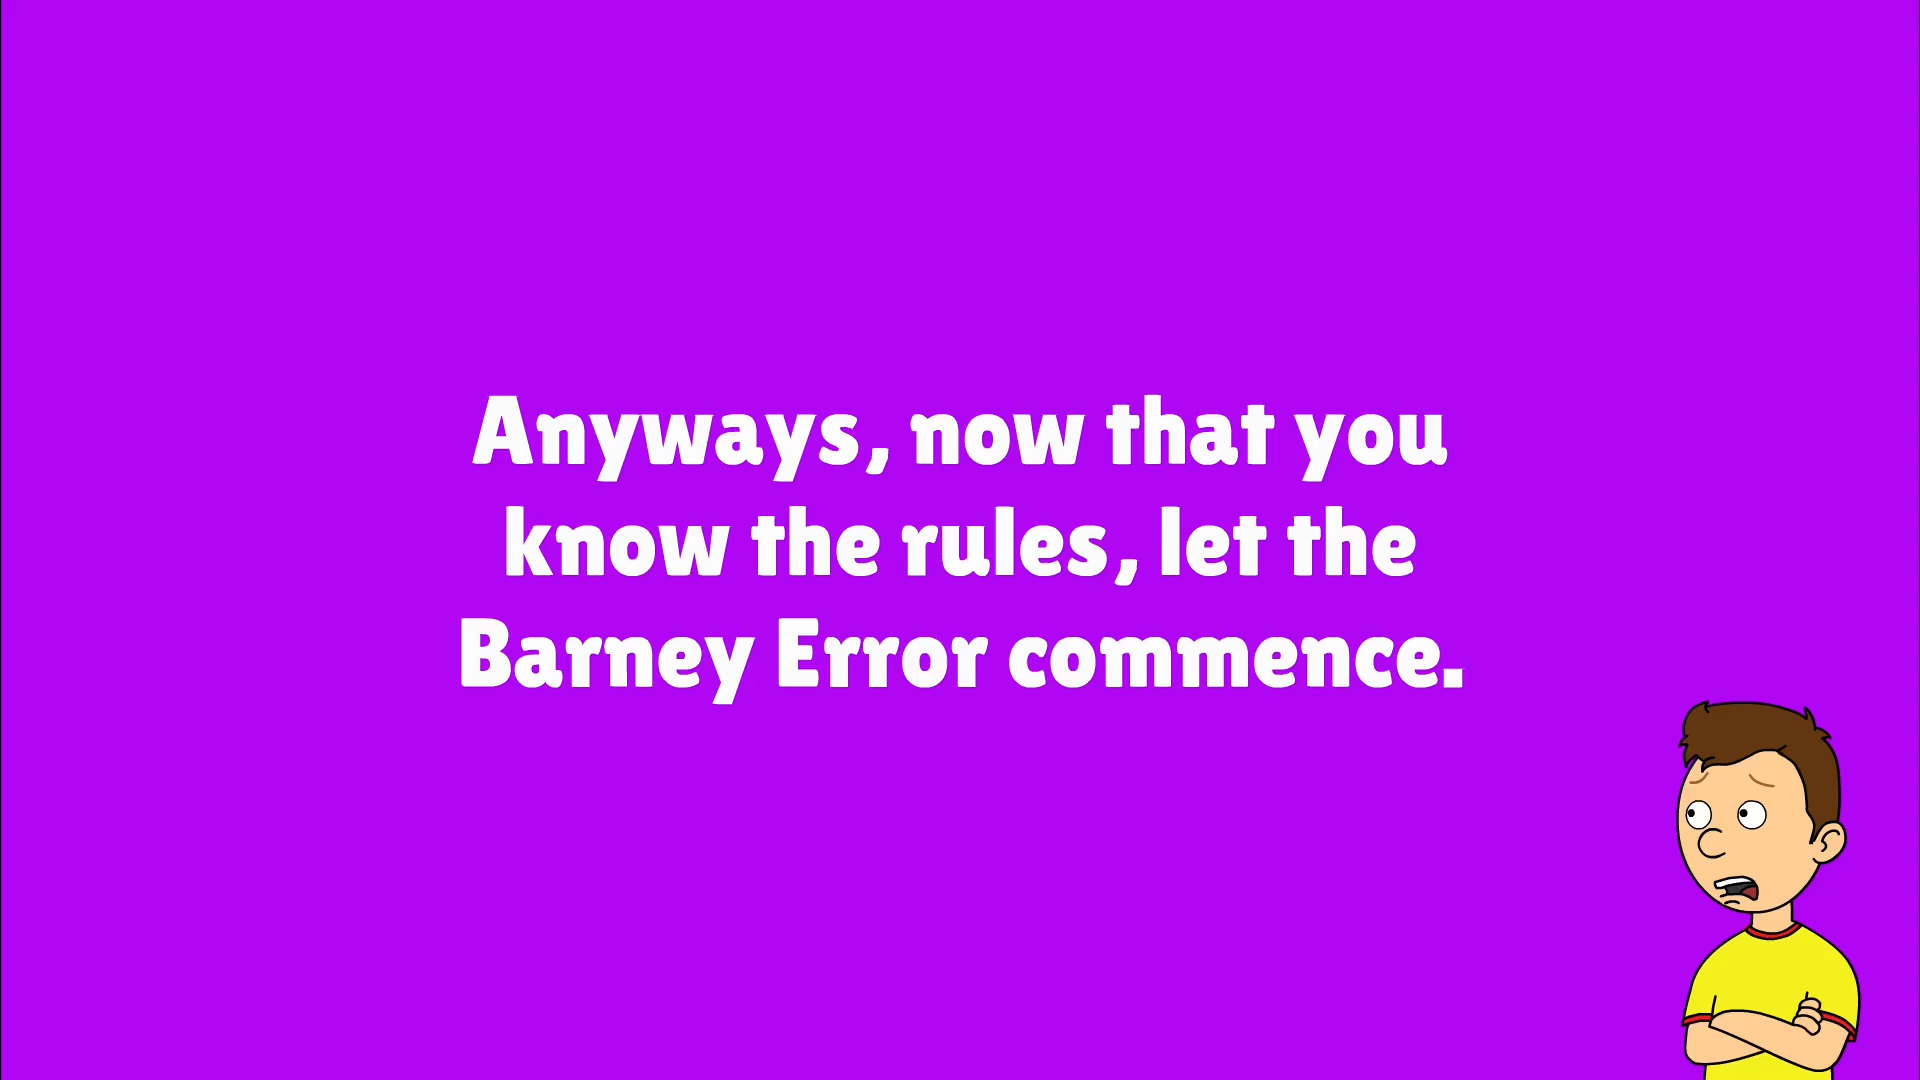 Anyways, now that you
know the rules, let the
Barney Error commence.